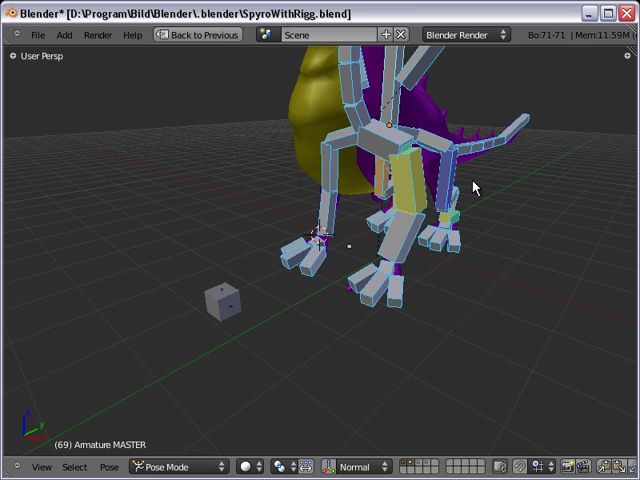 Blender* [D:\Program\Bild\Blender\.blender\SpyroWithRigg.blend]
File Add Render Help Back to Previous Scene Blender Render Bo:71-71 | Mem:11.59M
User Persp
z
y
x
(69) Armature MASTER
View Select Pose Pose Mode Normal